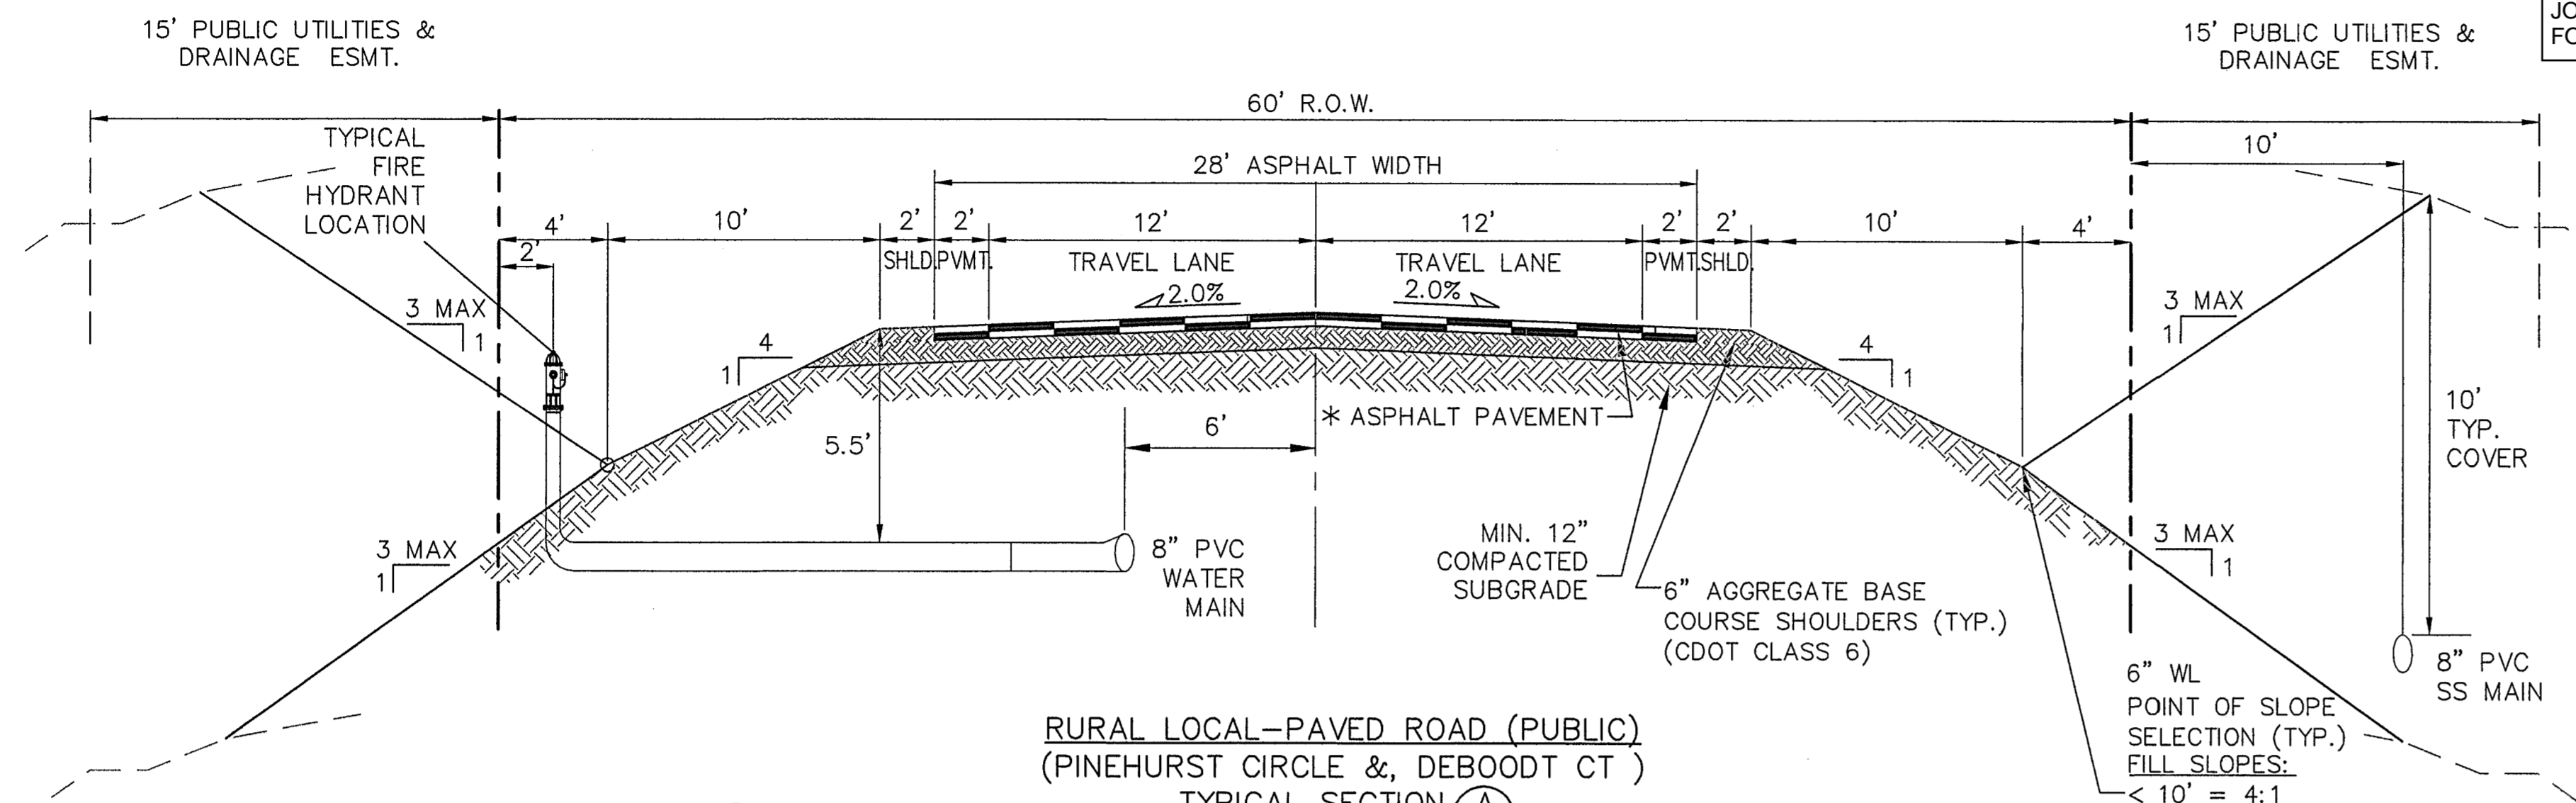 15' PUBLIC UTILITIES &
DRAINAGE ESMT.
15' PUBLIC UTILITIES &
DRAINAGE ESMT.
JO
FO
60' R.O.W.
TYPICAL
FIRE
HYDRANT
LOCATION
28' ASPHALT WIDTH
10'
4'
10'
2'
2'
12'
12'
2'
2'
10'
4'
2'
SHLD.
PVMT.
TRAVEL LANE
TRAVEL LANE
PVMT.
SHLD.
2.0%
2.0%
3 MAX
1
3 MAX
1
4
1
4
1
* ASPHALT PAVEMENT
5.5'
6'
10'
TYP.
COVER
3 MAX
1
3 MAX
1
8" PVC
WATER
MAIN
MIN. 12"
COMPACTED
SUBGRADE
6" AGGREGATE BASE
COURSE SHOULDERS (TYP.)
(CDOT CLASS 6)
8" PVC
SS MAIN
6" WL
POINT OF SLOPE
SELECTION (TYP.)
FILL SLOPES:
< 10' = 4:1
RURAL LOCAL-PAVED ROAD (PUBLIC)
(PINEHURST CIRCLE &, DEBOODT CT )
TYPICAL SECTION A